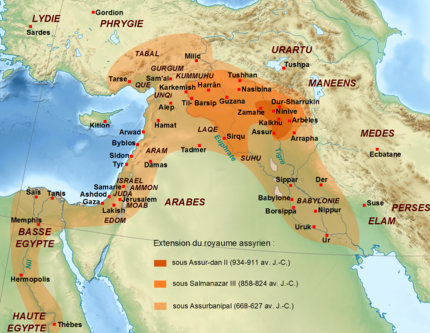 LYDIE
Sardes
Gordion
PHRYGIE
TABAL
GURGUM
Milid
URARTU
Tushpa
Tarse
QUE
Sam'al
KUMMUHU
Karkemish
Harrân
Tushhan
Nasibina
MANEENS
UNQI
Til-Barsip
Guzana
Dur-Sharrukin
Ninive
Zamahe
Kalkhu
Arbèles
Alep
Kition
Arwad
Hamat
LAQE
Sirqu
Assur
Arrapha
MEDES
Byblos
ARAM
Tadmer
Euphrate
SUHU
Tigre
Ecbatane
Sidon
Tyr
Damas
ISRAEL
Samarie
AMMON
Ashdod
JUDA
Gaza
Jérusalem
Lakish
MOAB
EDOM
Sippar
Der
Babylone
BABYLONIE
Borsippa
Nippur
Suse
PERSES
ELAM
Uruk
Ur
Saïs
Tanis
Memphis
BASSE
EGYPTE
ARABES
Nil
Hermopolis
HAUTE
EGYPTE
Thèbes
Extension du royaume assyrien :
sous Assur-dan II (934-911 av. J.-C.)
sous Salmanazar III (858-824 av. J.-C.)
sous Assurbanipal (668-627 av. J.-C.)